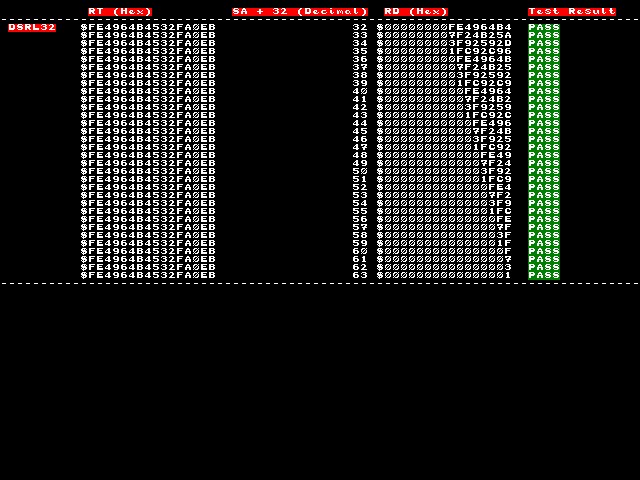 RT (Hex) SA + 32 (Decimal) RD (Hex) Test Result
DSRL32 $FE4964B4532FA0EB 32 $00000000FE4964B4 PASS
$FE4964B4532FA0EB 33 $000000007F24B25A PASS
$FE4964B4532FA0EB 34 $000000003F92592D PASS
$FE4964B4532FA0EB 35 $000000001FC92C96 PASS
$FE4964B4532FA0EB 36 $000000000FE4964B PASS
$FE4964B4532FA0EB 37 $0000000007F24B25 PASS
$FE4964B4532FA0EB 38 $0000000003F92592 PASS
$FE4964B4532FA0EB 39 $0000000001FC92C9 PASS
$FE4964B4532FA0EB 40 $0000000000FE4964 PASS
$FE4964B4532FA0EB 41 $00000000007F24B2 PASS
$FE4964B4532FA0EB 42 $00000000003F9259 PASS
$FE4964B4532FA0EB 43 $00000000001FC92C PASS
$FE4964B4532FA0EB 44 $00000000000FE496 PASS
$FE4964B4532FA0EB 45 $000000000007F24B PASS
$FE4964B4532FA0EB 46 $000000000003F925 PASS
$FE4964B4532FA0EB 47 $000000000001FC92 PASS
$FE4964B4532FA0EB 48 $000000000000FE49 PASS
$FE4964B4532FA0EB 49 $0000000000007F24 PASS
$FE4964B4532FA0EB 50 $0000000000003F92 PASS
$FE4964B4532FA0EB 51 $0000000000001FC9 PASS
$FE4964B4532FA0EB 52 $0000000000000FE4 PASS
$FE4964B4532FA0EB 53 $00000000000007F2 PASS
$FE4964B4532FA0EB 54 $00000000000003F9 PASS
$FE4964B4532FA0EB 55 $00000000000001FC PASS
$FE4964B4532FA0EB 56 $00000000000000FE PASS
$FE4964B4532FA0EB 57 $000000000000007F PASS
$FE4964B4532FA0EB 58 $000000000000003F PASS
$FE4964B4532FA0EB 59 $000000000000001F PASS
$FE4964B4532FA0EB 60 $000000000000000F PASS
$FE4964B4532FA0EB 61 $0000000000000007 PASS
$FE4964B4532FA0EB 62 $0000000000000003 PASS
$FE4964B4532FA0EB 63 $0000000000000001 PASS